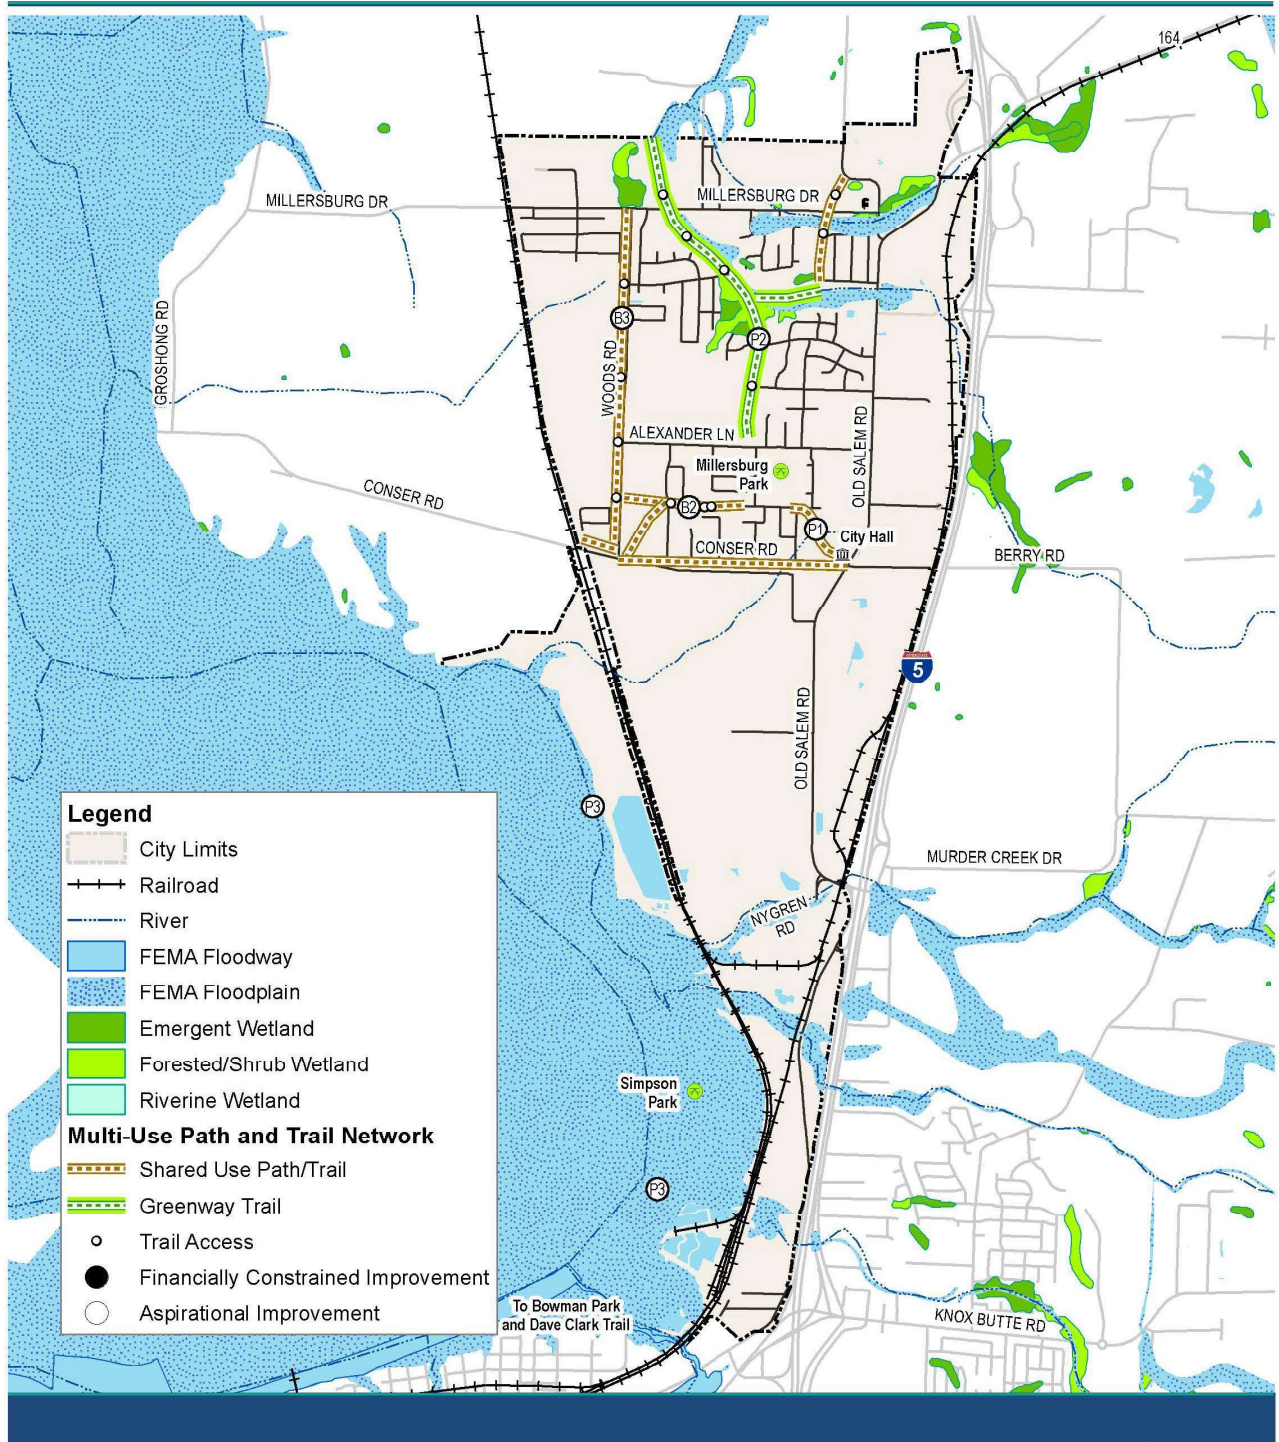 164
MILLERSBURG DR
MILLERSBURG DR
GROSHONG RD
B3
P2
WOODS RD
ALEXANDER LN
OLD SALEM RD
Millersburg
Park
CONSER RD
B2
P1
City Hall
CONSER RD
BERRY RD
5
OLD SALEM RD
P3
MURDER CREEK DR
NYGREN
RD
Simpson
Park
P3
To Bowman Park
and Dave Clark Trail
KNOX BUTTE RD
Legend
City Limits
Railroad
River
FEMA Floodway
FEMA Floodplain
Emergent Wetland
Forested/Shrub Wetland
Riverine Wetland
Multi-Use Path and Trail Network
Shared Use Path/Trail
Greenway Trail
Trail Access
Financially Constrained Improvement
Aspirational Improvement